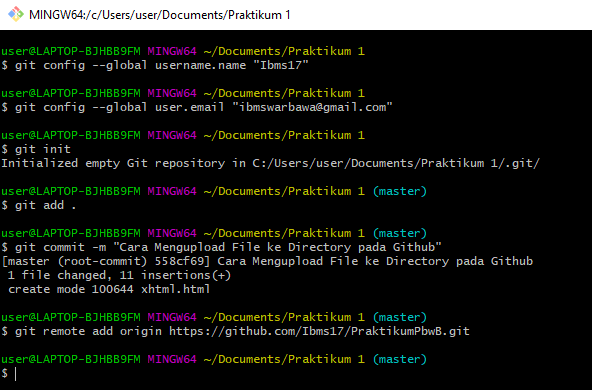 MINGW64:/c/Users/user/Documents/Praktikum 1
user@LAPTOP-BJHBB9FM MINGW64 ~/Documents/Praktikum 1
$ git config --global username.name "Ibms17"
user@LAPTOP-BJHBB9FM MINGW64 ~/Documents/Praktikum 1
$ git config --global user.email "ibmswarbawa@gmail.com"
user@LAPTOP-BJHBB9FM MINGW64 ~/Documents/Praktikum 1
$ git init
Initialized empty Git repository in C:/Users/user/Documents/Praktikum 1/.git/
user@LAPTOP-BJHBB9FM MINGW64 ~/Documents/Praktikum 1 (master)
$ git add .
user@LAPTOP-BJHBB9FM MINGW64 ~/Documents/Praktikum 1 (master)
$ git commit -m "Cara Mengupload File ke Directory pada Github"
[master (root-commit) 558cf69] Cara Mengupload File ke Directory pada Github
 1 file changed, 11 insertions(+)
 create mode 100644 xhtml.html
user@LAPTOP-BJHBB9FM MINGW64 ~/Documents/Praktikum 1 (master)
$ git remote add origin https://github.com/Ibms17/PraktikumPbwB.git
user@LAPTOP-BJHBB9FM MINGW64 ~/Documents/Praktikum 1 (master)
$